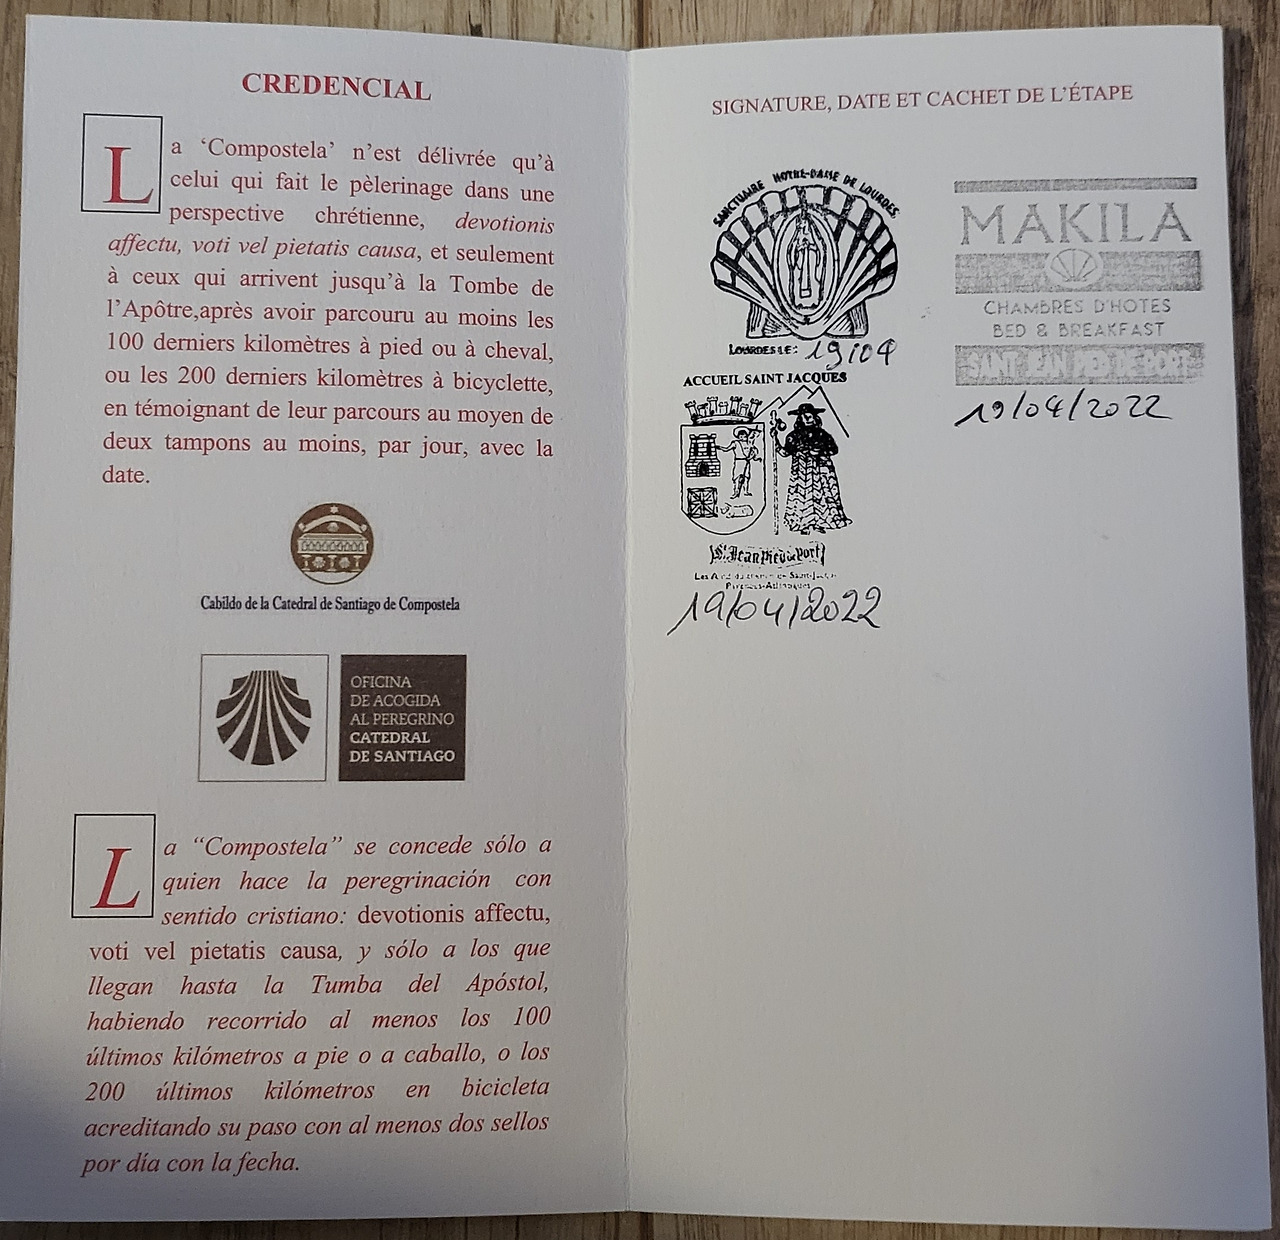 CREDENCIAL
La ‘Compostela’ n’est délivrée qu’à
celui qui fait le pèlerinage dans une
perspective chrétienne, devotionis
affectu, voti vel pietatis causa, et seulement
à ceux qui arrivent jusqu’à la Tombe de
l’Apôtre,après avoir parcouru au moins les
100 derniers kilomètres à pied ou à cheval,
ou les 200 derniers kilomètres à bicyclette,
en témoignant de leur parcours au moyen de
deux tampons au moins, par jour, avec la
date.
Cabildo de la Catedral de Santiago de Compostela
OFICINA
DE ACOGIDA
AL PEREGRINO
CATEDRAL
DE SANTIAGO
La “Compostela” se concede sólo a
quien hace la peregrinación con
sentido cristiano: devotionis affectu,
voti vel pietatis causa, y sólo a los que
llegan hasta la Tumba del Apóstol,
habiendo recorrido al menos los 100
últimos kilómetros a pie o a caballo, o los
200 últimos kilómetros en bicicleta
acreditando su paso con al menos dos sellos
por día con la fecha.
SIGNATURE, DATE ET CACHET DE L’ÉTAPE
SANCTUAIRE NOTRE-DAME DE LOURDES
LOURDES LE: 19/04
ACCUEIL SAINT JACQUES
St Jean Pied de Port
Les
Pyrénées-Atlantiques
19/04/2022
MAKILA
CHAMBRES D'HOTES
BED & BREAKFAST
SAINT JEAN PIED DE PORT
19/04/2022